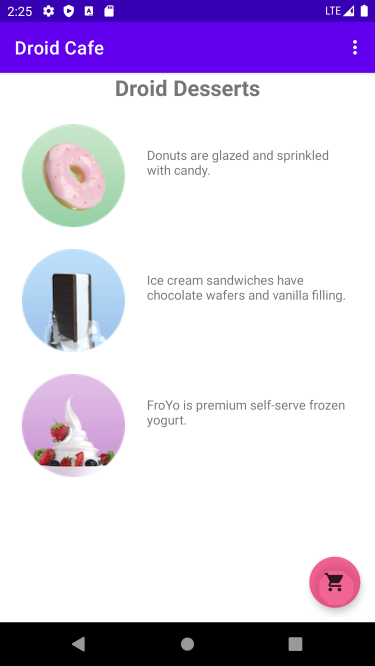 2:25
LTE
Droid Cafe
Droid Desserts
Donuts are glazed and sprinkled
with candy.
Ice cream sandwiches have
chocolate wafers and vanilla filling.
FroYo is premium self-serve frozen
yogurt.